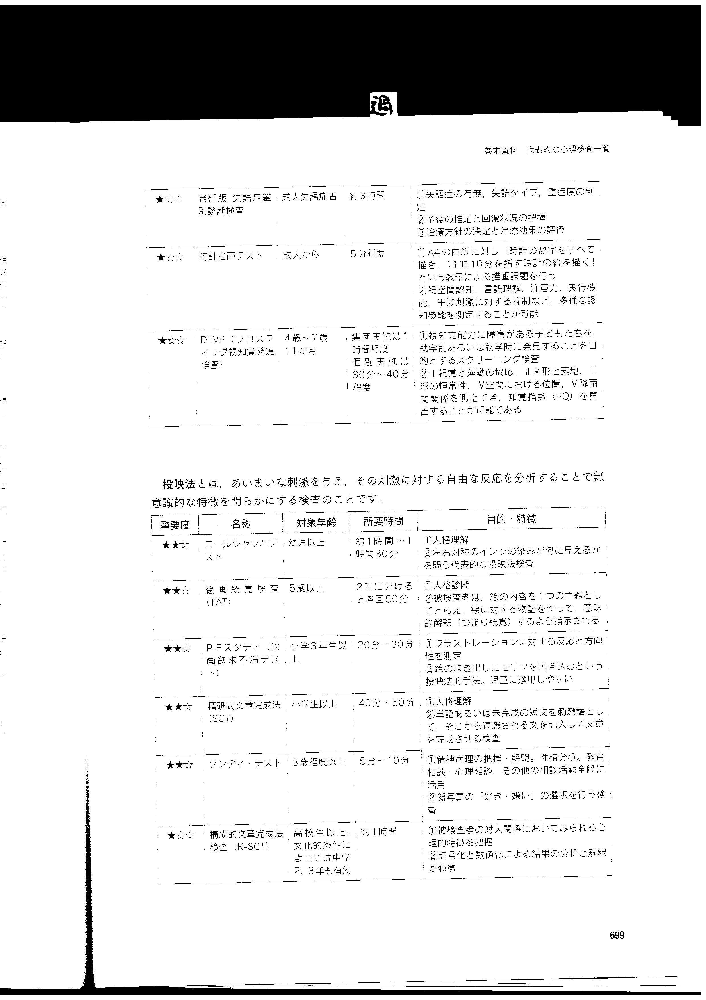 過
巻末資料　代表的な心理検査一覧
★☆☆　老研版 失語症鑑別診断検査　成人失語症者　約3時間　①失語症の有無，失語タイプ，重症度の判定
②予後の推定と回復状況の把握
③治療方針の決定と治療効果の評価
★☆☆　時計描画テスト　成人から　5分程度　①A4の白紙に対し「時計の数字をすべて
描き，11時10分を指す時計の絵を描く」
という教示による描画課題を行う
②視空間認知，言語理解，注意力，実行機
能，干渉刺激に対する抑制など，多様な認
知機能を測定することが可能
★☆☆　DTVP（フロスティッグ視知覚発達検査）　4歳～7歳11か月　集団実施は1時間程度 個別実施は30分～40分程度　①視知覚能力に障害がある子どもたちを，
就学前あるいは就学時に発見することを目
的とするスクリーニング検査
②Ⅰ視覚と運動の協応，Ⅱ図形と素地，Ⅲ
形の恒常性，Ⅳ空間における位置，Ⅴ降雨
間関係を測定でき，知覚指数（PQ）を算
出することが可能である
投映法とは，あいまいな刺激を与え，その刺激に対する自由な反応を分析することで無
意識的な特徴を明らかにする検査のことです。
重要度　名称　対象年齢　所要時間　目的・特徴
★★☆　ロールシャッハテスト　幼児以上　約1時間～1時間30分　①人格理解
②左右対称のインクの染みが何に見えるか
を問う代表的な投映法検査
★★☆　絵画統覚検査（TAT）　5歳以上　2回に分けると各回50分　①人格診断
②被検査者は，絵の内容を1つの主題とし
てとらえ，絵に対する物語を作って，意味
的解釈（つまり統覚）するよう指示される
★★☆　P-Fスタディ（絵画欲求不満テスト）　小学3年生以上　20分～30分　①フラストレーションに対する反応と方向
性を測定
②絵の吹き出しにセリフを書き込むという
投映法的手法。児童に適用しやすい
★★☆　精研式文章完成法（SCT）　小学生以上　40分～50分　①人格理解
②単語あるいは未完成の短文を刺激語とし
て，そこから連想される文を記入して文章
を完成させる検査
★★☆　ソンディ・テスト　3歳程度以上　5分～10分　①精神病理の把握・解明。性格分析。教育
相談・心理相談，その他の相談活動全般に
活用
②顔写真の「好き・嫌い」の選択を行う検
査
★☆☆　構成的文章完成法検査（K-SCT）　高校生以上。文化的条件によっては中学2，3年も有効　約1時間　①被検査者の対人関係においてみられる心
理的特徴を把握
②記号化と数値化による結果の分析と解釈
が特徴
699